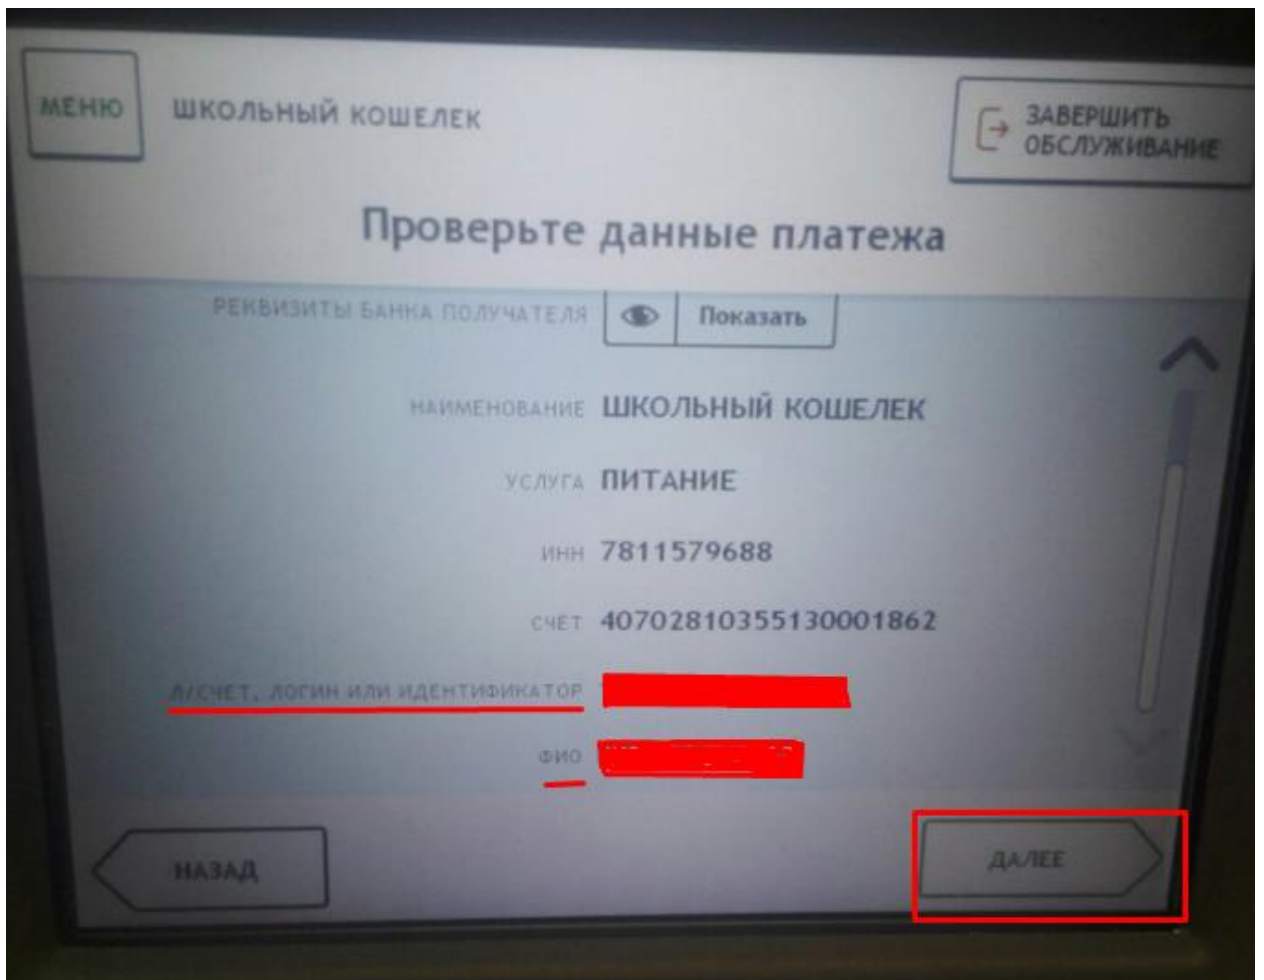 МЕНЮ
ШКОЛЬНЫЙ КОШЕЛЕК
ЗАВЕРШИТЬ
ОБСЛУЖИВАНИЕ
Проверьте данные платежа
РЕКВИЗИТЫ БАНКА ПОЛУЧАТЕЛЯ Показать
НАИМЕНОВАНИЕ ШКОЛЬНЫЙ КОШЕЛЕК
УСЛУГА ПИТАНИЕ
ИНН 7811579688
СЧЕТ 40702810355130001862
Л/СЧЕТ, ЛОГИН ИЛИ ИДЕНТИФИКАТОР
ФИО
НАЗАД
ДАЛЕЕ